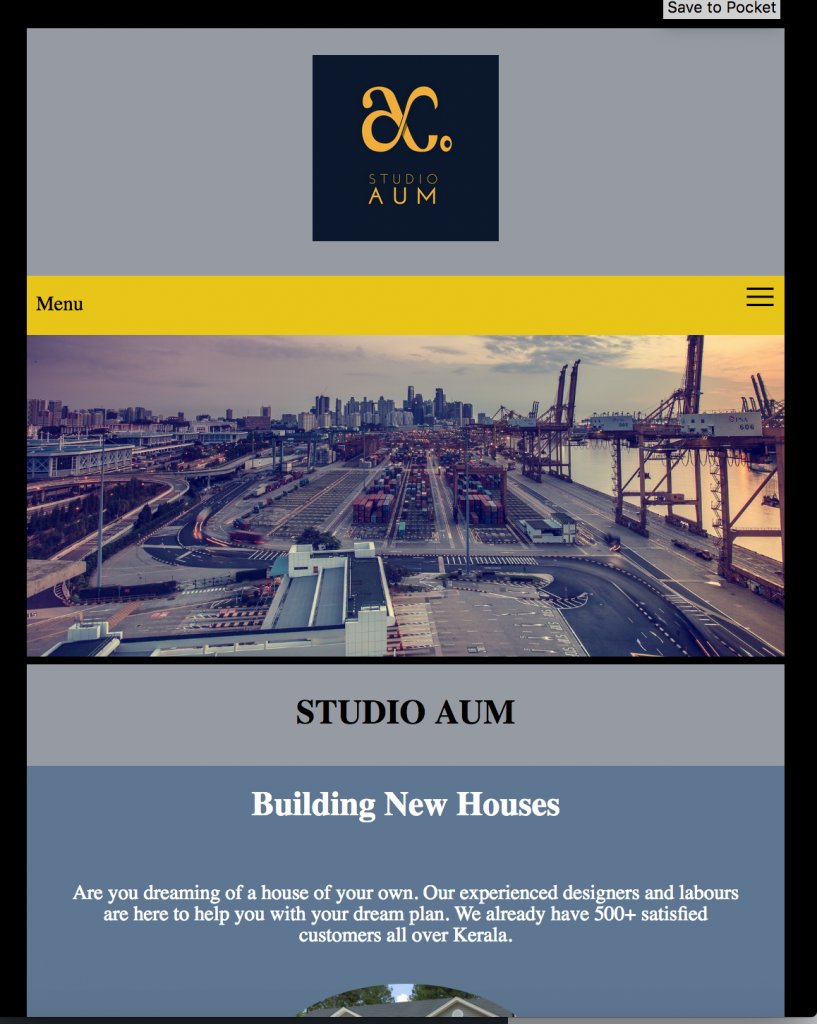 Save to Pocket
ac.
STUDIO
AUM
Menu
606
STUDIO AUM
Building New Houses
Are you dreaming of a house of your own. Our experienced designers and labours
are here to help you with your dream plan. We already have 500+ satisfied
customers all over Kerala.